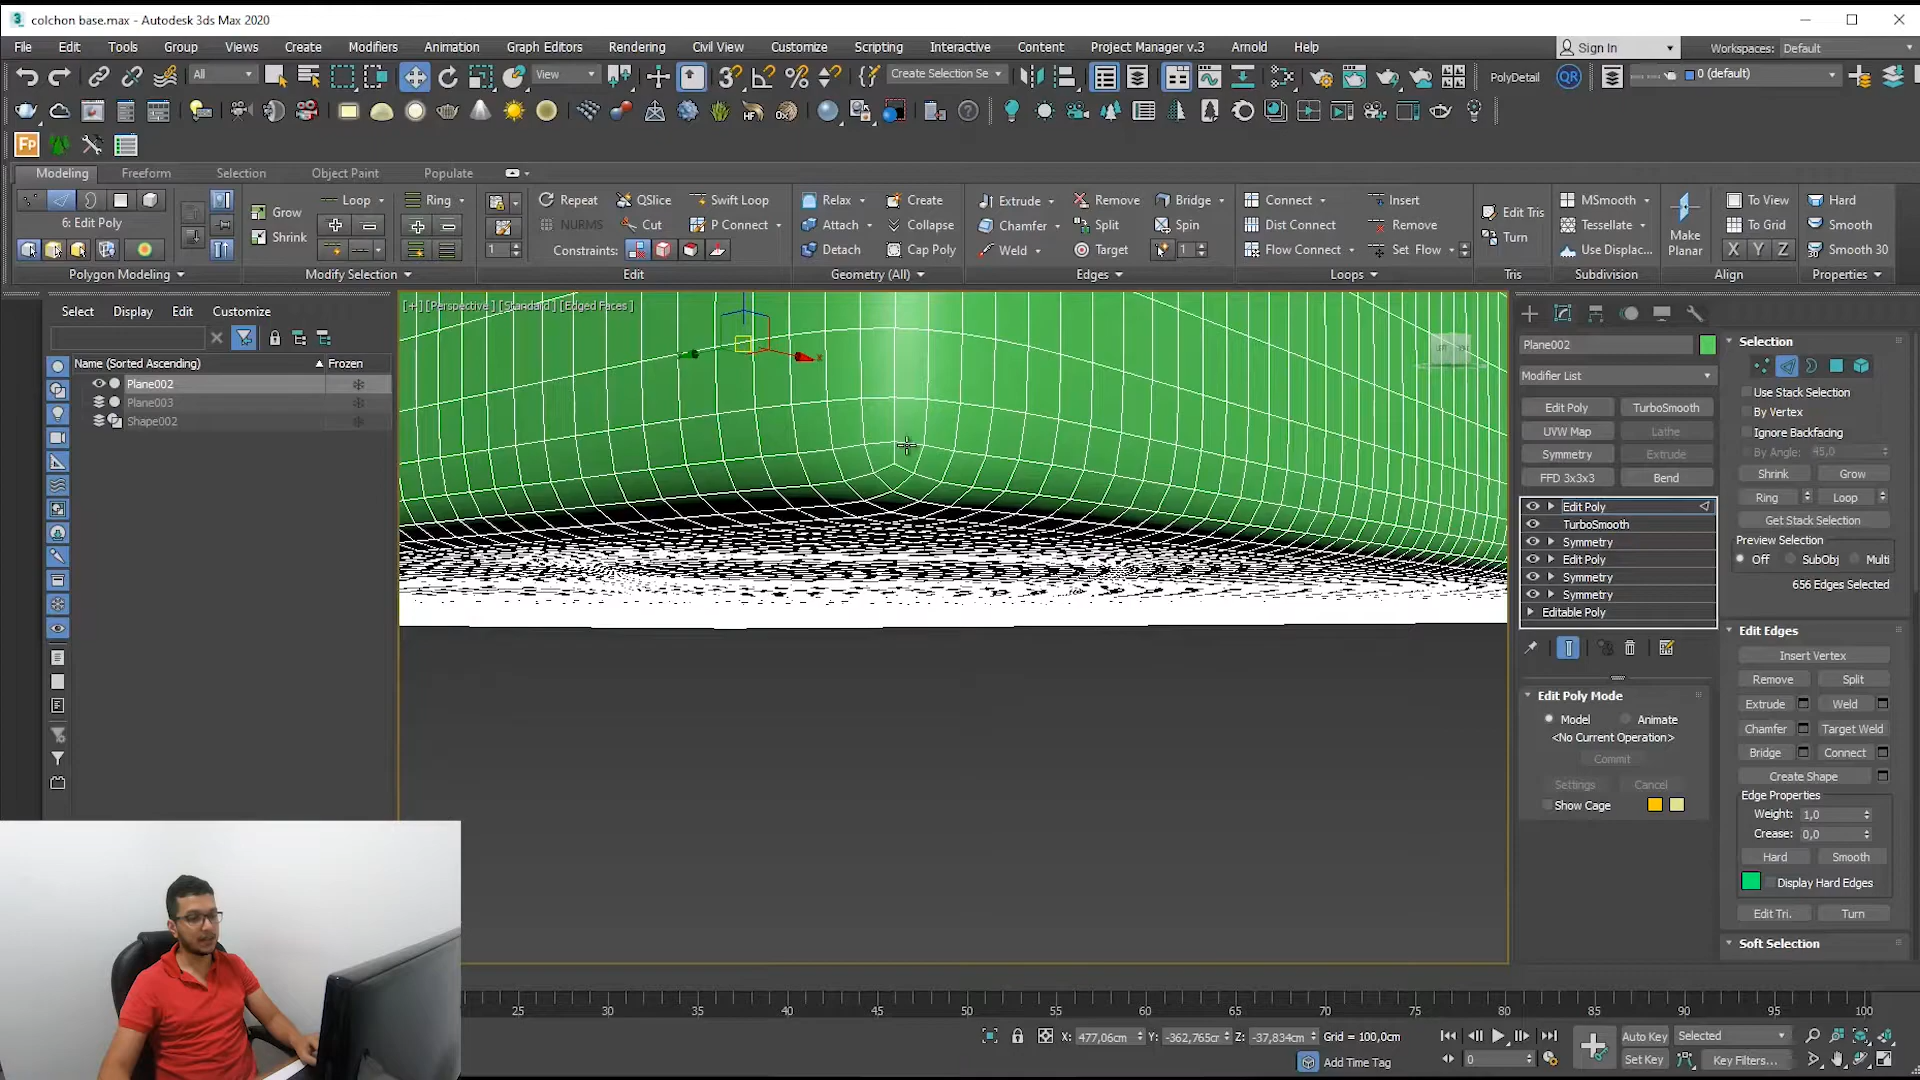 colchon base.max - Autodesk 3ds Max 2020
File Edit Tools Group Views Create Modifiers Animation Graph Editors Rendering Civil View Customize Scripting Interactive Content Project Manager v.3 Arnold Help Sign In Workspaces: Default
All View Create Selection Se PolyDetail QR 0 (default)
HF OX
Fp
Modeling Freeform Selection Object Paint Populate
Loop Ring Repeat QSlice Swift Loop Relax Create Extrude Remove Bridge Connect Insert MSmooth To View Hard
6: Edit Poly Grow NURMS Cut P Connect Attach Collapse Chamfer Split Spin Dist Connect Remove Edit Tris Tessellate To Grid Smooth
Shrink 1 Constraints: Detach Cap Poly Weld Target 1 Flow Connect Set Flow Turn Use Displac... Make Planar X Y Z Smooth 30
Polygon Modeling Modify Selection Edit Geometry (All) Edges Loops Tris Subdivision Align Properties
Select Display Edit Customize
[+] [Perspective] [Standard] [Edged Faces]
Name (Sorted Ascending) Frozen
Plane002
Plane003
Shape002
x
Plane002
Modifier List
Edit Poly TurboSmooth
UVW Map Lathe
Symmetry Extrude
FFD 3x3x3 Bend
Edit Poly
TurboSmooth
Symmetry
Edit Poly
Symmetry
Symmetry
Editable Poly
Edit Poly Mode
Model Animate
<No Current Operation>
Commit
Settings Cancel
Show Cage
Selection
Use Stack Selection
By Vertex
Ignore Backfacing
By Angle: 45,0
Shrink Grow
Ring Loop
Get Stack Selection
Preview Selection
Off SubObj Multi
656 Edges Selected
Edit Edges
Insert Vertex
Remove Split
Extrude Weld
Chamfer Target Weld
Bridge Connect
Create Shape
Edge Properties
Weight: 1,0
Crease: 0,0
Hard Smooth
Display Hard Edges
Edit Tri. Turn
Soft Selection
25 30 35 40 45 50 55 60 65 70 75 80 85 90 95 100
X: 477,06cm Y: -362,765cr Z: -37,834cm Grid = 100,0cm Auto Key Selected
Add Time Tag 0 Set Key Key Filters...